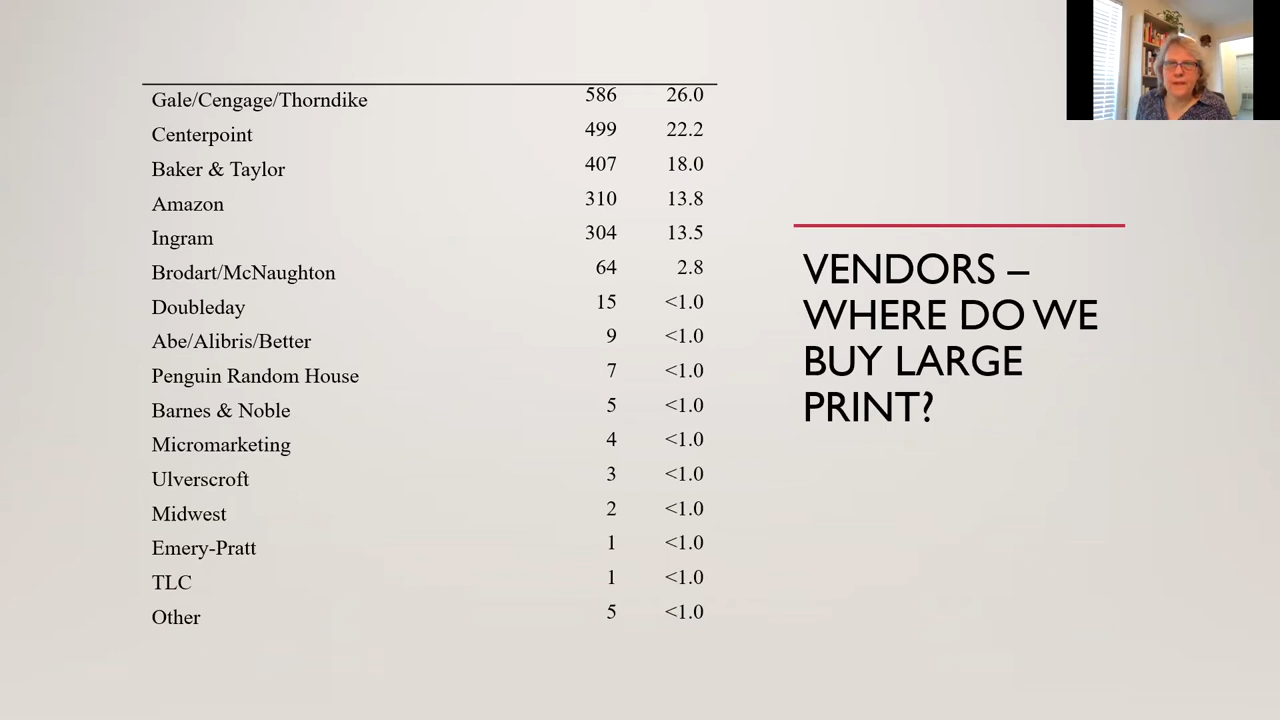 Gale/Cengage/Thorndike 586 26.0
Centerpoint 499 22.2
Baker & Taylor 407 18.0
Amazon 310 13.8
Ingram 304 13.5
Brodart/McNaughton 64 2.8
Doubleday 15 <1.0
Abe/Alibris/Better 9 <1.0
Penguin Random House 7 <1.0
Barnes & Noble 5 <1.0
Micromarketing 4 <1.0
Ulverscroft 3 <1.0
Midwest 2 <1.0
Emery-Pratt 1 <1.0
TLC 1 <1.0
Other 5 <1.0
VENDORS –
WHERE DO WE
BUY LARGE
PRINT?